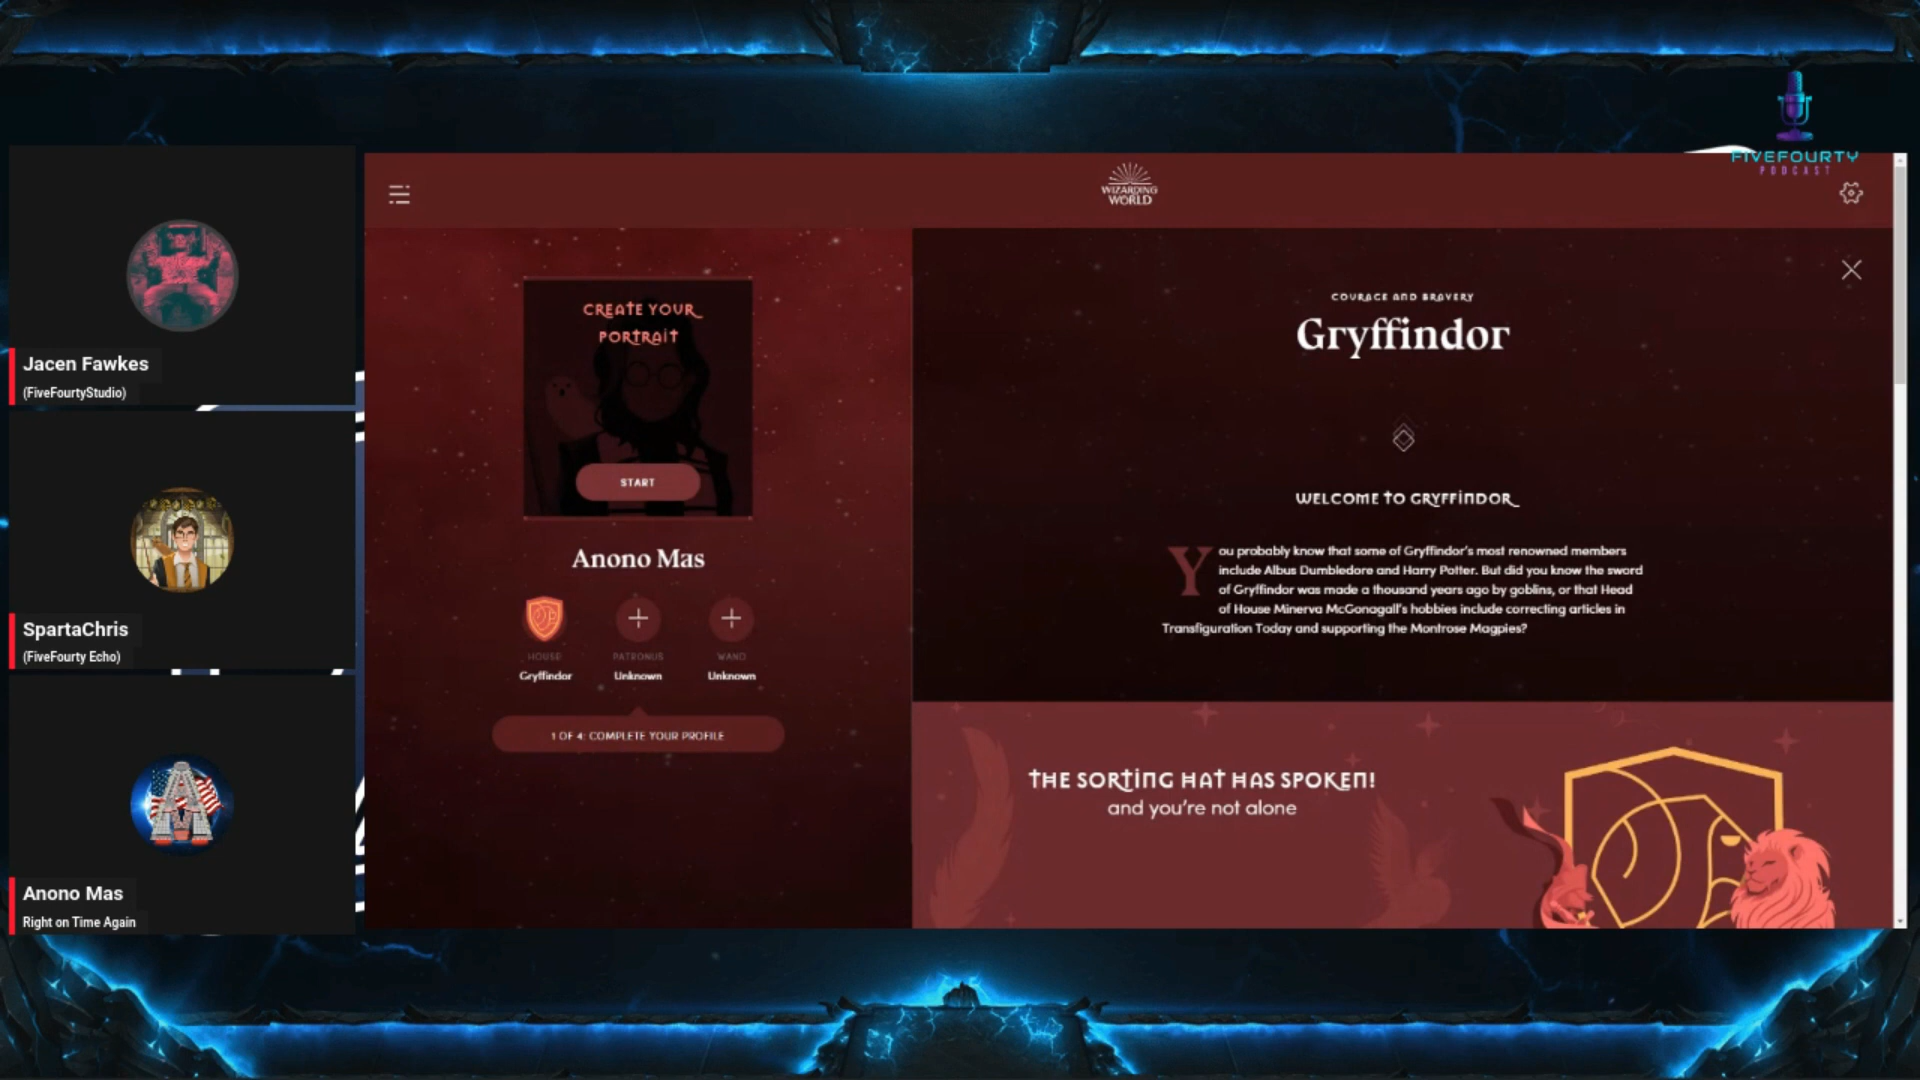 FIVEFOURTY
PODCAST
Jacen Fawkes
(FiveFourtyStudio)
SpartaChris
(FiveFourty Echo)
Anono Mas
Right on Time Again
WIZARDING
WORLD
CREATE YOUR
PORTRAIT
START
Anono Mas
HOUSE
Gryffindor
PATRONUS
Unknown
WAND
Unknown
1 OF 4: COMPLETE YOUR PROFILE
COURAGE AND BRAVERY
Gryffindor
WELCOME TO GRYFFINDOR
You probably know that some of Gryffindor's most renowned members
include Albus Dumbledore and Harry Potter. But did you know the sword
of Gryffindor was made a thousand years ago by goblins, or that Head
of House Minerva McGonagall's hobbies include correcting articles in
Transfiguration Today and supporting the Montrose Magpies?
THE SORTING HAT HAS SPOKEN!
and you're not alone